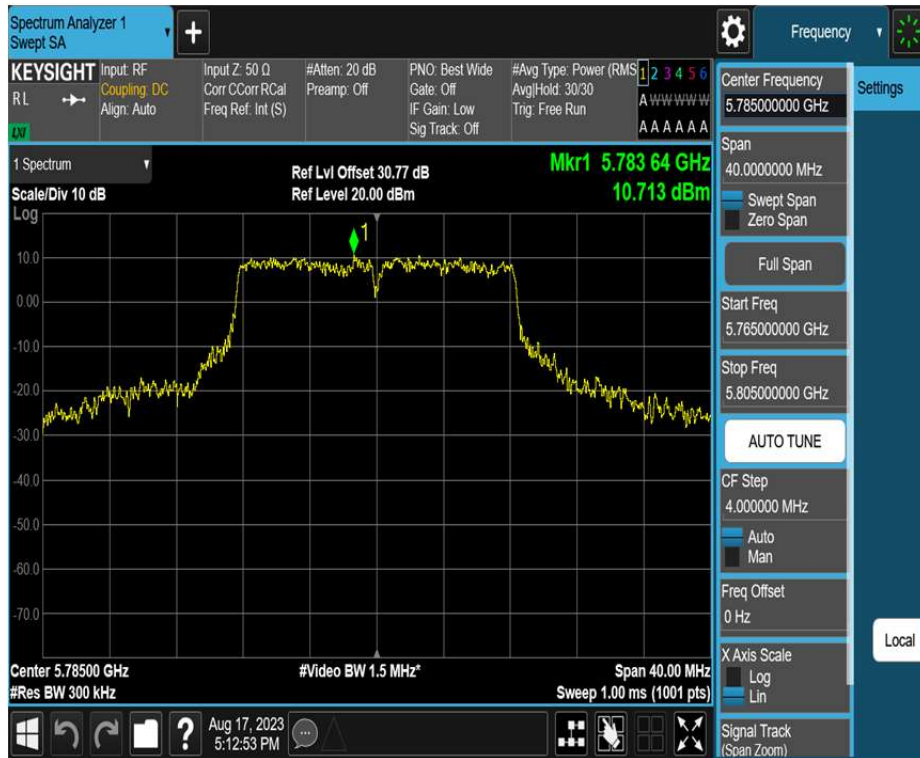 Spectrum Analyzer 1
Swept SA
+
Frequency
KEYSIGHT
R L
LXI
Input: RF
Coupling: DC
Align: Auto
Input Z: 50 Ω
Corr CCorr RCal
Freq Ref: Int (S)
#Atten: 20 dB
Preamp: Off
PNO: Best Wide
Gate: Off
IF Gain: Low
Sig Track: Off
#Avg Type: Power (RMS
Avg|Hold: 30/30
Trig: Free Run
1 2 3 4 5 6
A W W W W W
A A A A A A
1 Spectrum
Scale/Div 10 dB
Log
Ref Lvl Offset 30.77 dB
Ref Level 20.00 dBm
Mkr1 5.783 64 GHz
10.713 dBm
1
10.0
0.00
-10.0
-20.0
-30.0
-40.0
-50.0
-60.0
-70.0
Center 5.78500 GHz
#Res BW 300 kHz
#Video BW 1.5 MHz*
Span 40.00 MHz
Sweep 1.00 ms (1001 pts)
Center Frequency
5.785000000 GHz
Span
40.0000000 MHz
Swept Span
Zero Span
Full Span
Start Freq
5.765000000 GHz
Stop Freq
5.805000000 GHz
AUTO TUNE
CF Step
4.000000 MHz
Auto
Man
Freq Offset
0 Hz
X Axis Scale
Log
Lin
Signal Track
(Span Zoom)
Settings
Local
?
Aug 17, 2023
5:12:53 PM